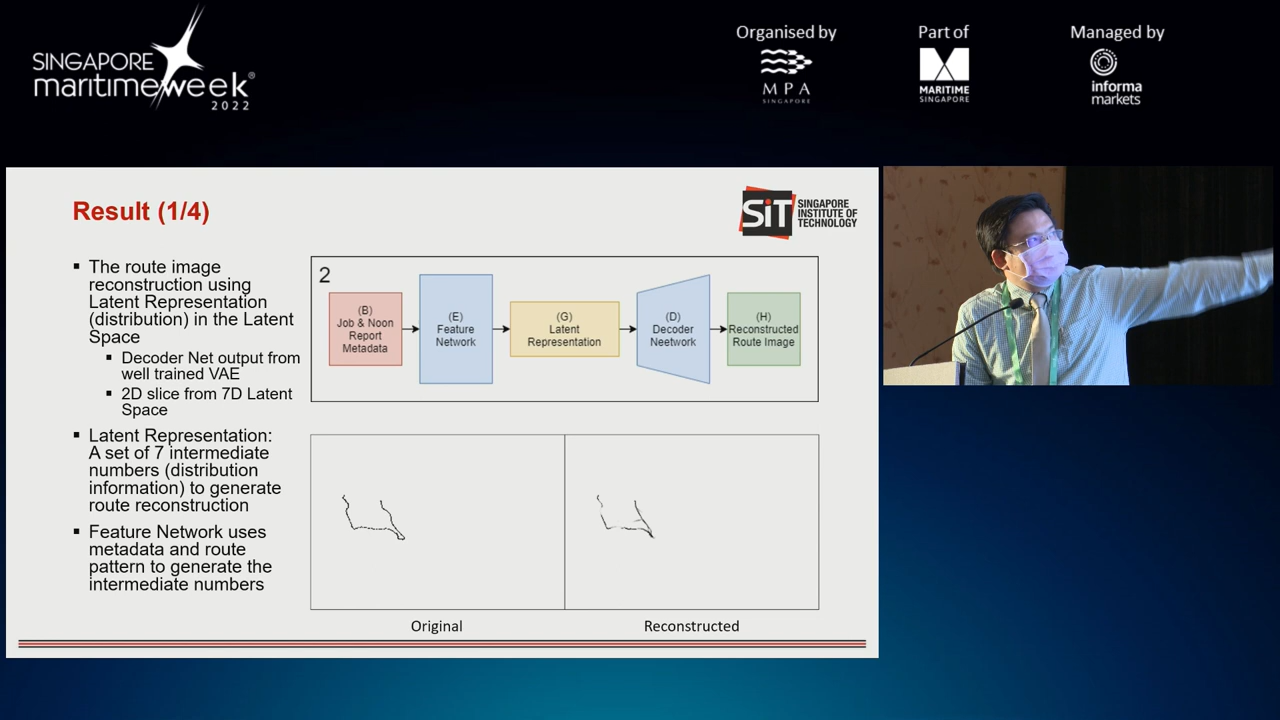 SINGAPORE
maritimeweek®
2022
Organised by
MPA
SINGAPORE
Part of
MARITIME
SINGAPORE
Managed by
informa
markets
Result (1/4)
SiT
SINGAPORE
INSTITUTE OF
TECHNOLOGY
▪ The route image
reconstruction using
Latent Representation
(distribution) in the Latent
Space
▪ Decoder Net output from
well trained VAE
▪ 2D slice from 7D Latent
Space
▪ Latent Representation:
A set of 7 intermediate
numbers (distribution
information) to generate
route reconstruction
▪ Feature Network uses
metadata and route
pattern to generate the
intermediate numbers
2
(B)
Job & Noon
Report
Metadata
(E)
Feature
Network
(G)
Latent
Representation
(D)
Decoder
Neetwork
(H)
Reconstructed
Route Image
Original
Reconstructed